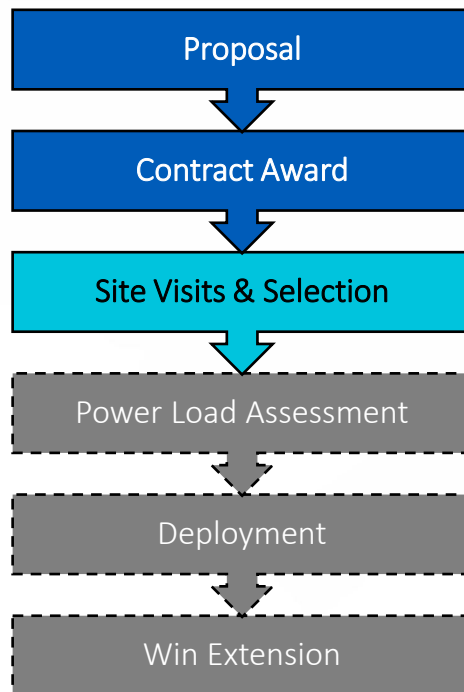 Proposal
Contract Award
Site Visits & Selection
Power Load Assessment
Deployment
Win Extension